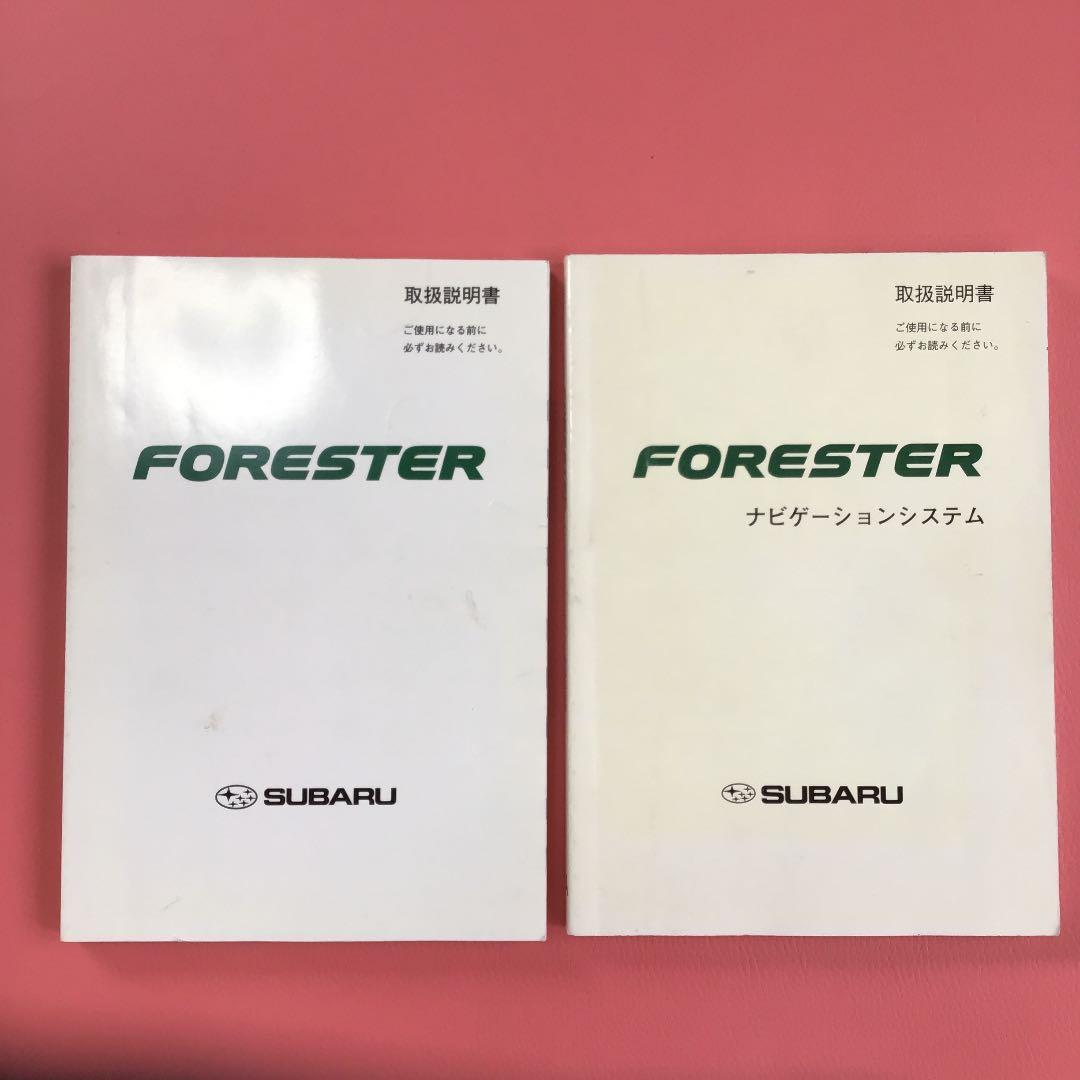 取扱説明書
ご使用になる前に
必ずお読みください。
FORESTER
SUBARU
取扱説明書
ご使用になる前に
必ずお読みください。
FORESTER
ナビゲーションシステム
SUBARU